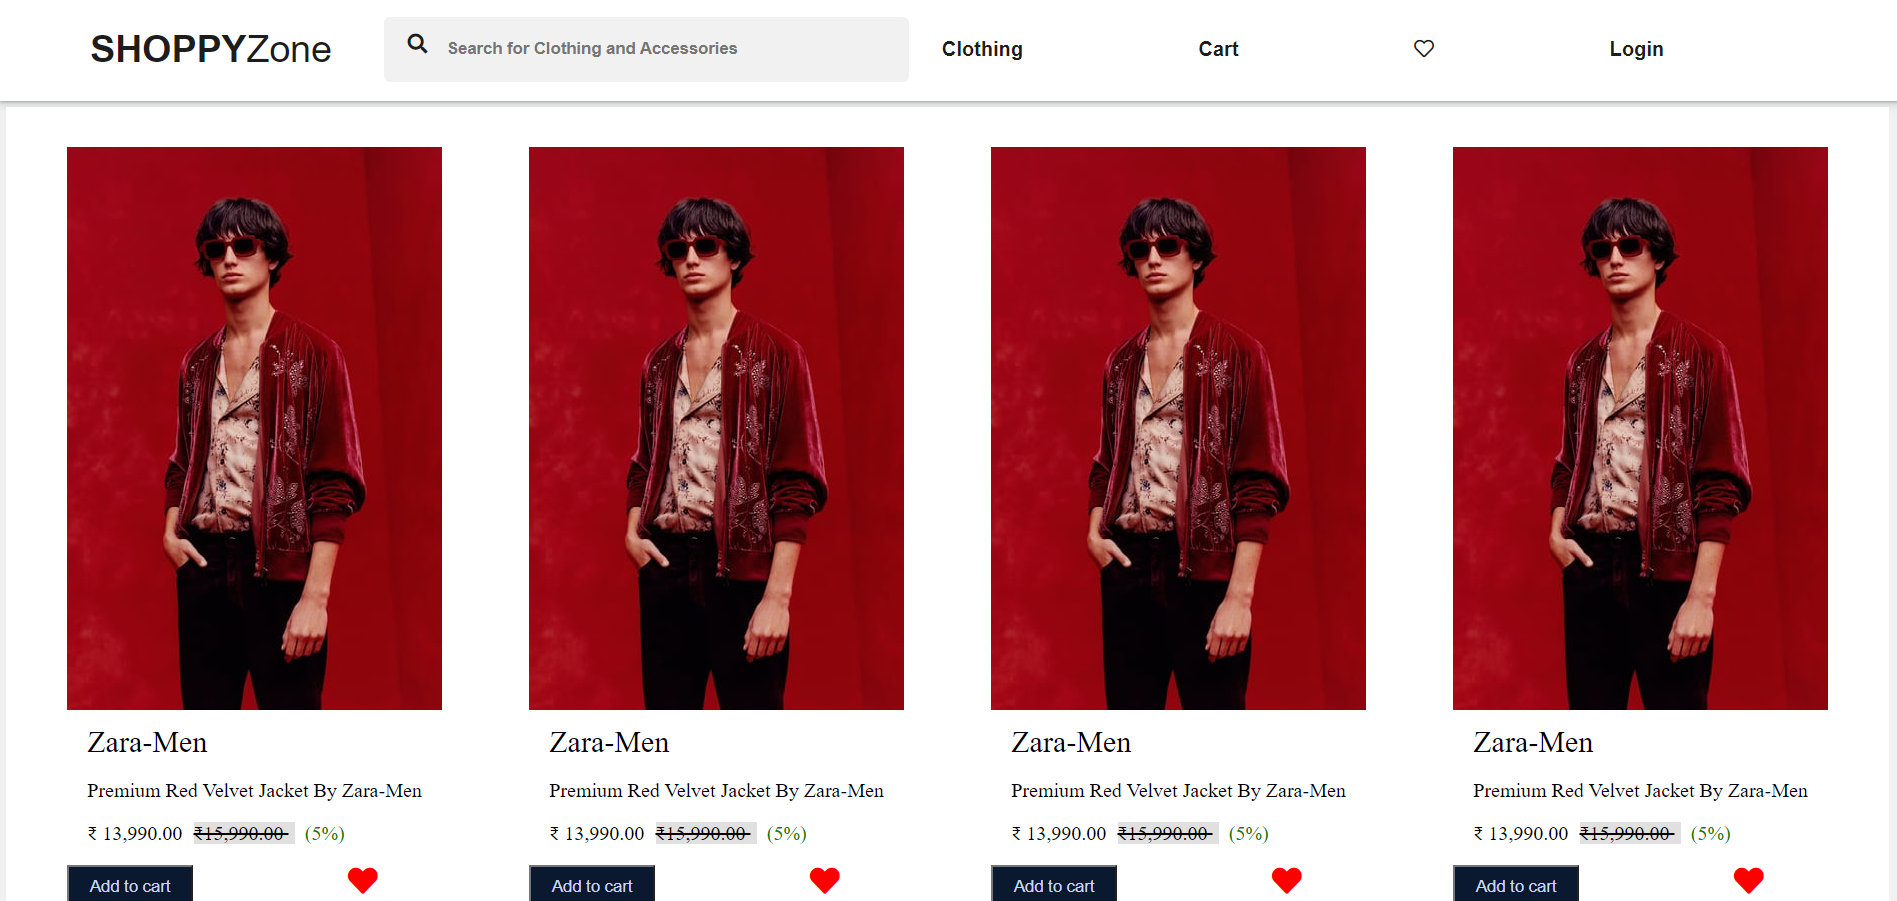 SHOPPYZone Search for Clothing and Accessories Clothing Cart Login
Zara-Men Zara-Men Zara-Men Zara-Men
Premium Red Velvet Jacket By Zara-Men Premium Red Velvet Jacket By Zara-Men Premium Red Velvet Jacket By Zara-Men Premium Red Velvet Jacket By Zara-Men
₹ 13,990.00 ₹15,990.00 (5%) ₹ 13,990.00 ₹15,990.00 (5%) ₹ 13,990.00 ₹15,990.00 (5%) ₹ 13,990.00 ₹15,990.00 (5%)
Add to cart Add to cart Add to cart Add to cart